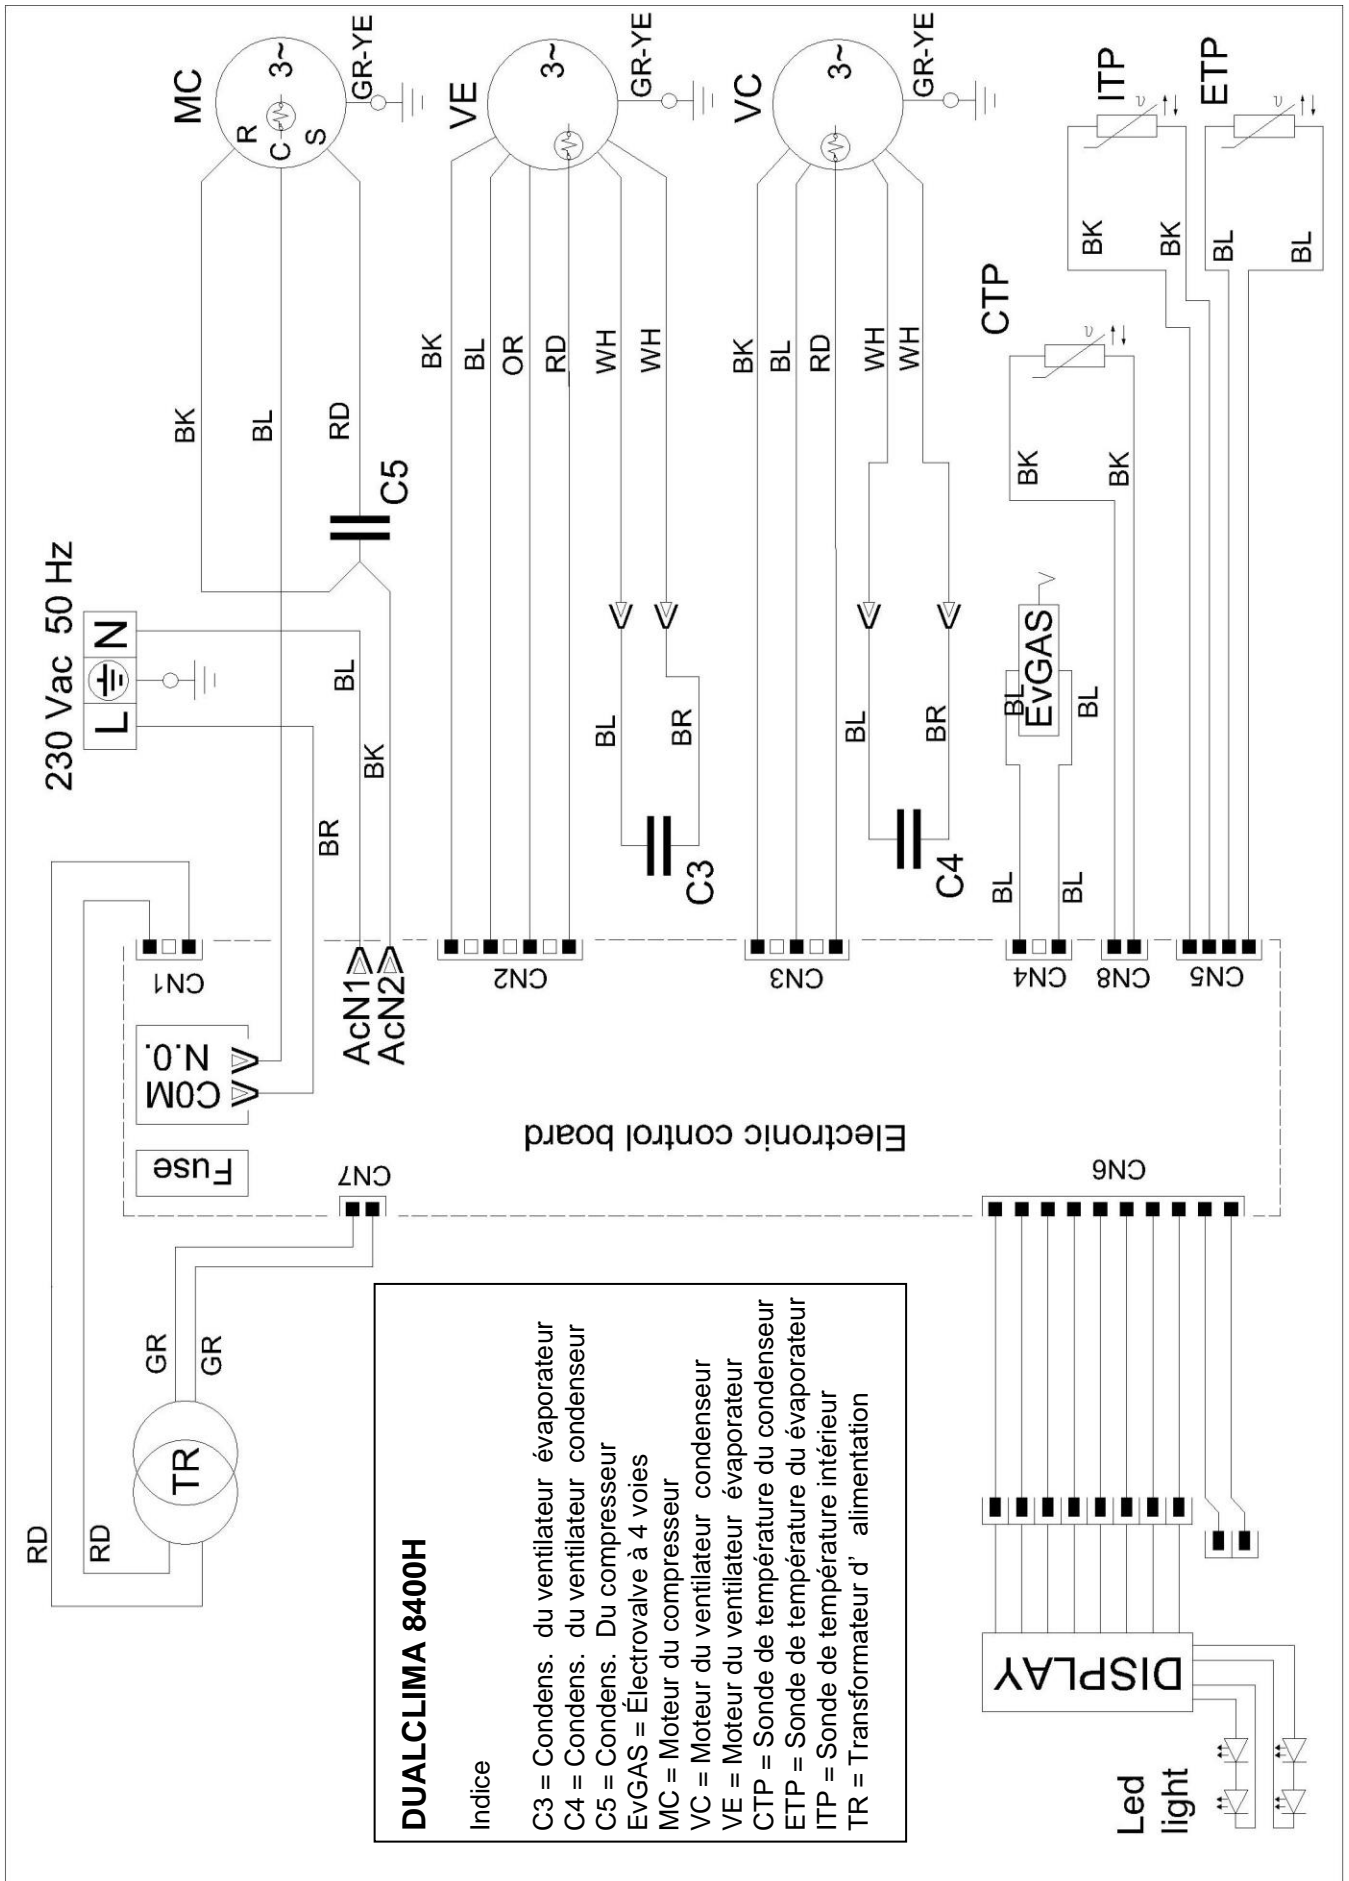 230 Vac 50 Hz
L
N
MC
3~
R
C
S
GR-YE
BK
BL
RD
C5
VE
3~
GR-YE
BK
BL
OR
RD
WH
WH
BL
BR
C3
VC
3~
GR-YE
BK
BL
RD
WH
WH
BL
BR
C4
CTP
υ
BK
BK
ITP
υ
BK
BK
ETP
υ
BL
BL
EvGAS
BL
BL
BL
BL
BR
BL
BK
CN1
COM
N.O.
Fuse
AcN1
AcN2
CN2
CN3
CN4
CN8
CN5
CN7
CN6
Electronic control board
RD
RD
TR
GR
GR
DISPLAY
Led
light
DUALCLIMA 8400H
Indice
C3 = Condens. du ventilateur évaporateur
C4 = Condens. du ventilateur condenseur
C5 = Condens. Du compresseur
EvGAS = Électrovalve à 4 voies
MC = Moteur du compresseur
VC = Moteur du ventilateur condenseur
VE = Moteur du ventilateur évaporateur
CTP = Sonde de température du condenseur
ETP = Sonde de température du évaporateur
ITP = Sonde de température intérieur
TR = Transformateur d' alimentation